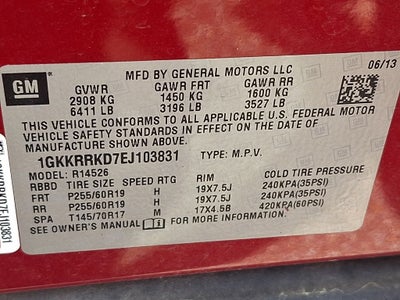 GM
MFD BY GENERAL MOTORS LLC
06/13
GVWR GAWR FRT GAWR RR
2908 KG 1450 KG 1600 KG
6411 LB 3196 LB 3527 LB
THIS VEHICLE CONFORMS TO ALL APPLICABLE U.S. FEDERAL MOTOR
VEHICLE SAFETY STANDARDS IN EFFECT ON THE DATE OF
MANUFACTURE SHOWN ABOVE.
1GKKRRKD7EJ103831 TYPE: M.P.V.
MODEL: R14526
RBBD TIRE SIZE SPEED RTG RIM COLD TIRE PRESSURE
FRT P255/60R19 H 19X7.5J 240KPA(35PSI)
RR P255/60R19 H 19X7.5J 240KPA(35PSI)
SPA T145/70R17 M 17X4.5B 420KPA(60PSI)
SEE OWNER'S MANUAL FOR MORE INFORMATION.